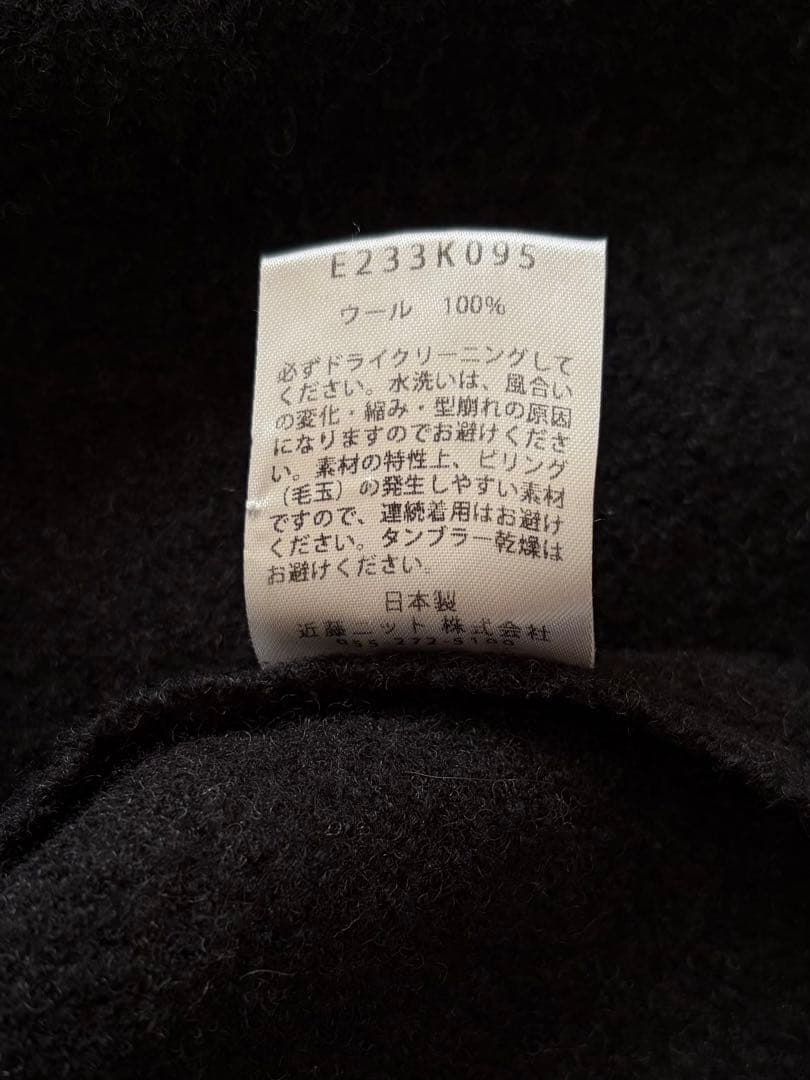 E233K095
ウール 100%
必ずドライクリーニングして
ください。水洗いは、風合い
の変化・縮み・型崩れの原因
になりますのでお避けくださ
い。素材の特性上、ピリング
（毛玉）の発生しやすい素材
ですので、連続着用はお避け
ください。タンブラー乾燥は
お避けください。
日本製
近藤ニット 株式会社
055-272-5100